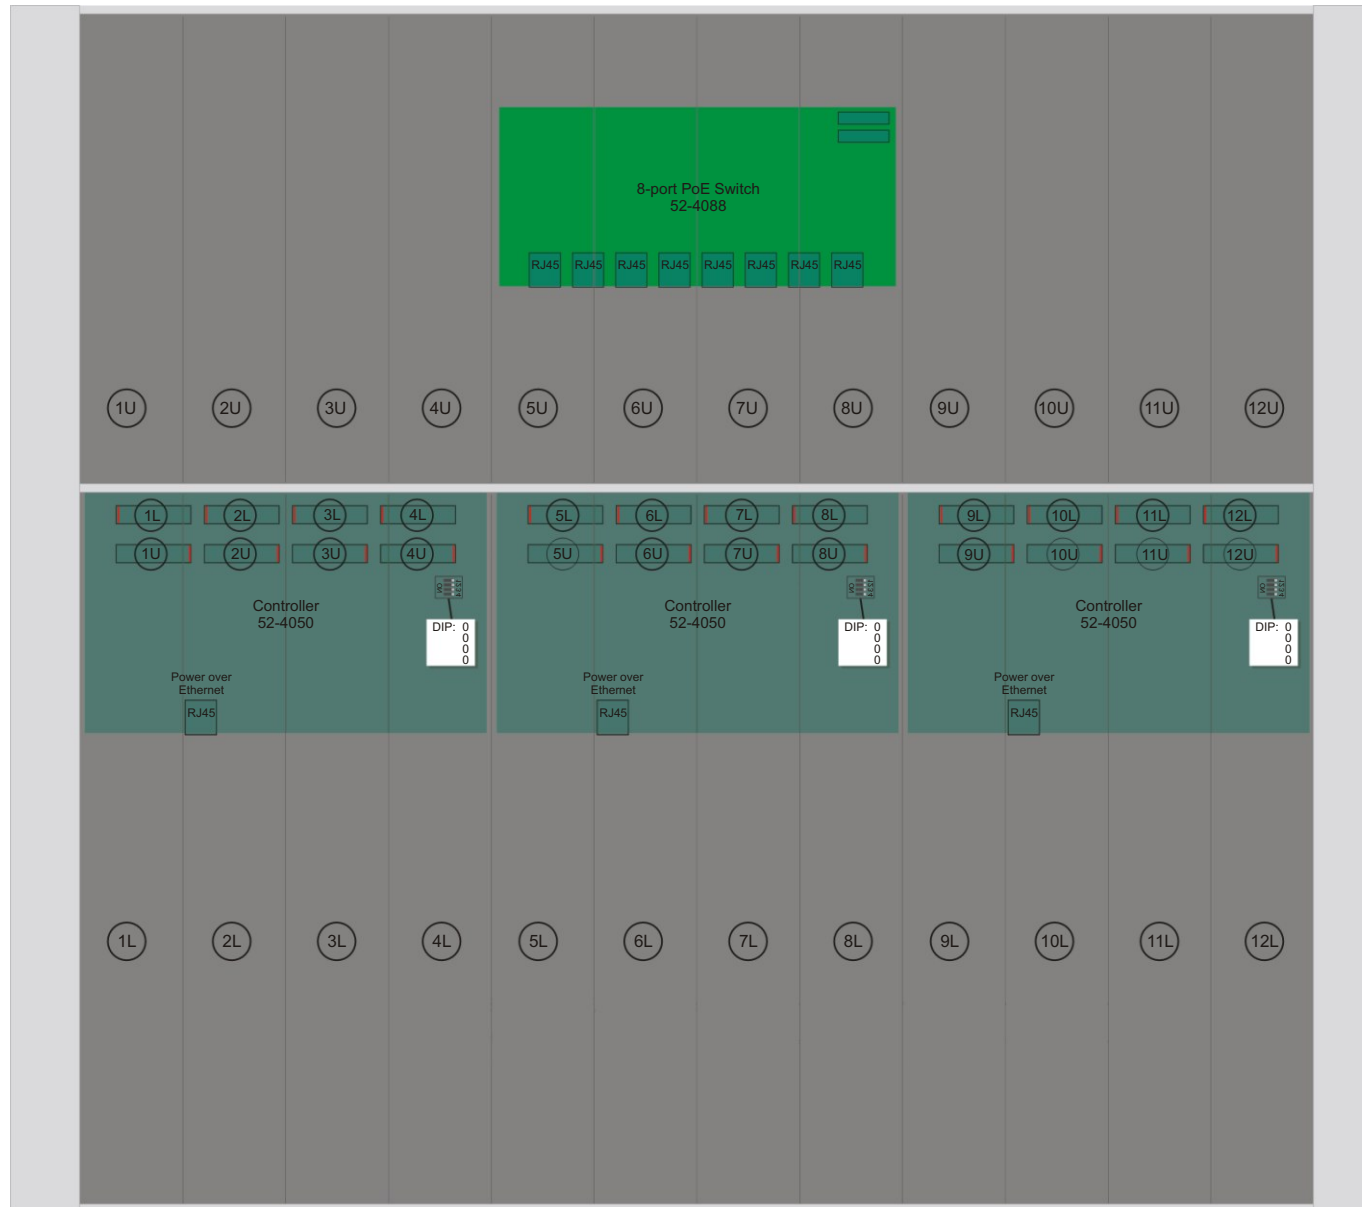 8-port PoE Switch
52-4088
RJ45 RJ45 RJ45 RJ45 RJ45 RJ45 RJ45 RJ45
1U 2U 3U 4U 5U 6U 7U 8U 9U 10U 11U 12U
1L 2L 3L 4L
1U 2U 3U 4U
Controller
52-4050
DIP: 0
0
0
0
Power over
Ethernet
RJ45
5L 6L 7L 8L
5U 6U 7U 8U
Controller
52-4050
DIP: 0
0
0
0
RJ45
9L 10L 11L 12L
9U 10U 11U 12U
Controller
52-4050
DIP: 0
0
0
0
Power over
Ethernet
RJ45
1L 2L 3L 4L 5L 6L 7L 8L 9L 10L 11L 12L